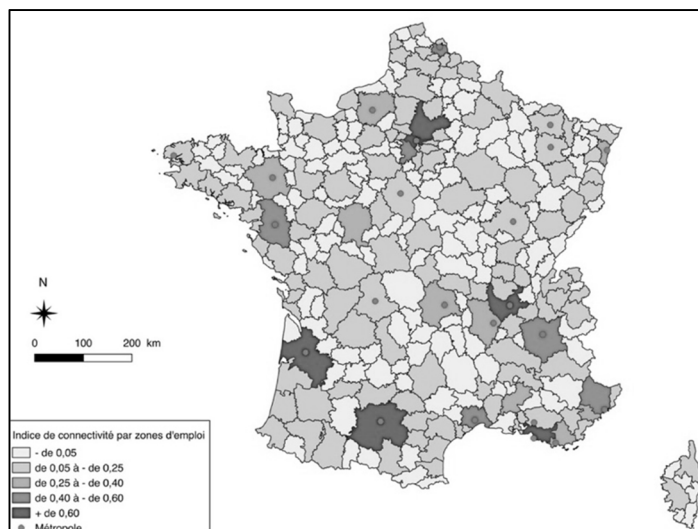 N
0 100 200 km
Indice de connectivité par zones d'emploi
- de 0,05
de 0,05 à - de 0,25
de 0,25 à - de 0,40
de 0,40 à - de 0,60
+ de 0,60
Métropole